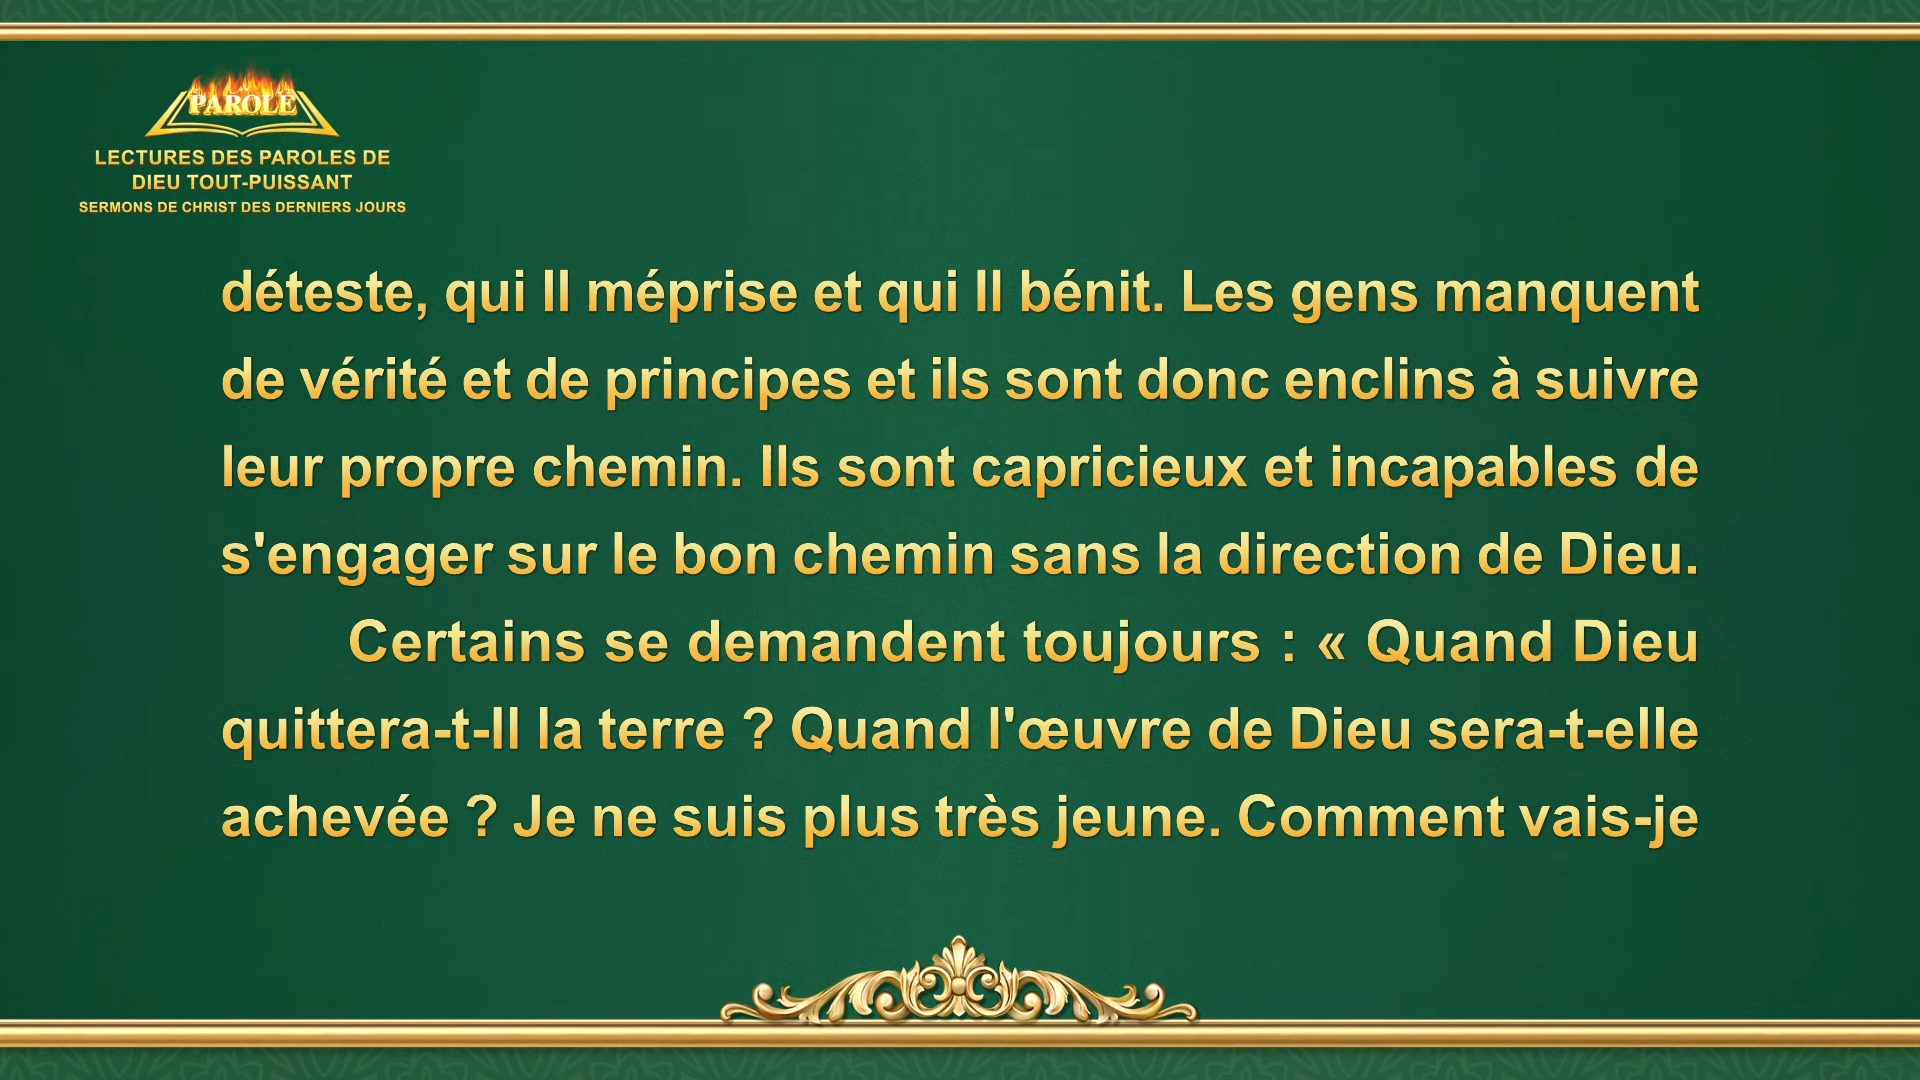 PAROLE
LECTURES DES PAROLES DE
DIEU TOUT-PUISSANT
SERMONS DE CHRIST DES DERNIERS JOURS
déteste, qui Il méprise et qui Il bénit. Les gens manquent
de vérité et de principes et ils sont donc enclins à suivre
leur propre chemin. Ils sont capricieux et incapables de
s'engager sur le bon chemin sans la direction de Dieu.
Certains se demandent toujours : « Quand Dieu
quittera-t-Il la terre ? Quand l'œuvre de Dieu sera-t-elle
achevée ? Je ne suis plus très jeune. Comment vais-je